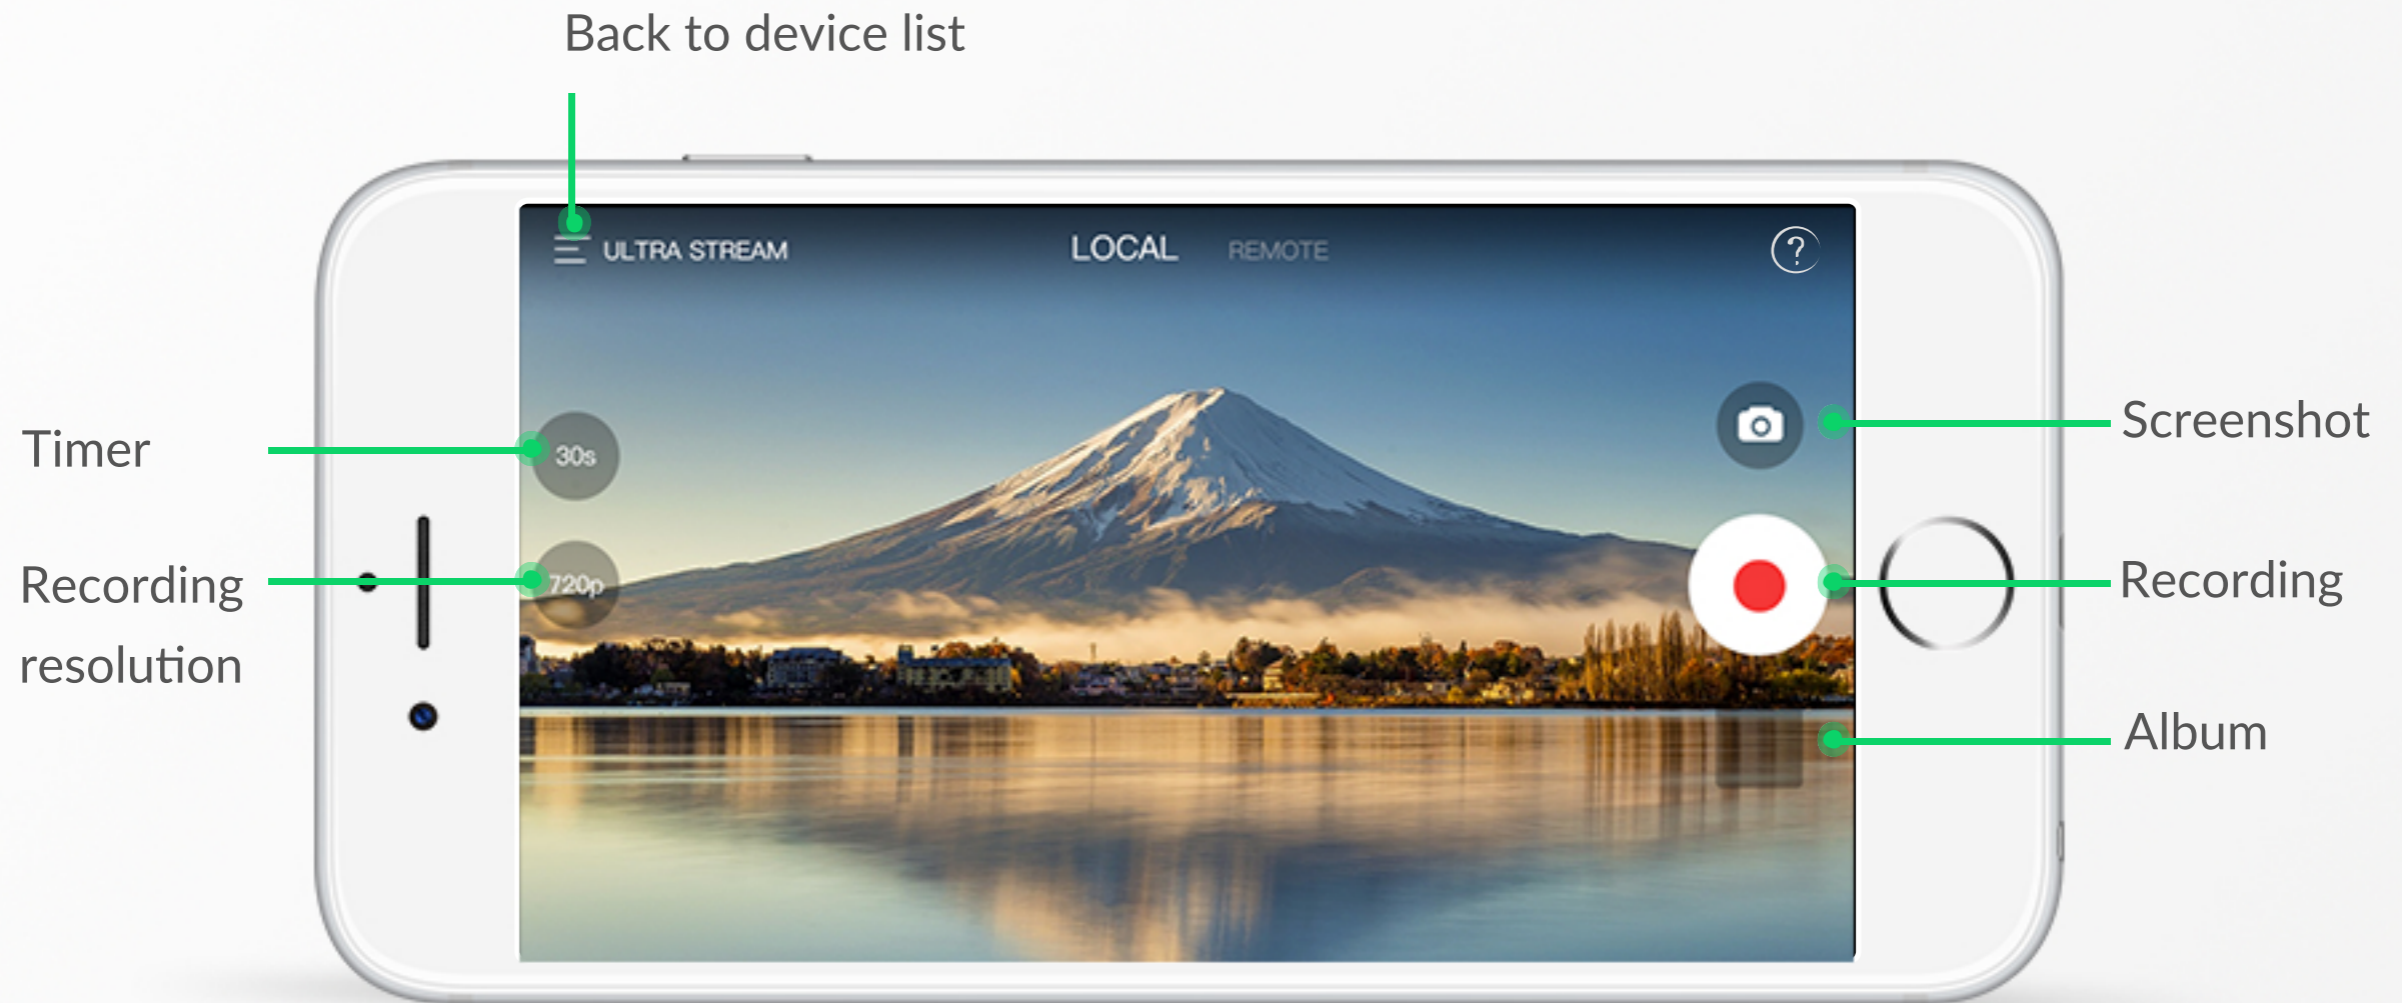 Back to device list
ULTRA STREAM
LOCAL
REMOTE
?
Timer
30s
Screenshot
Recording
resolution
720p
Recording
Album